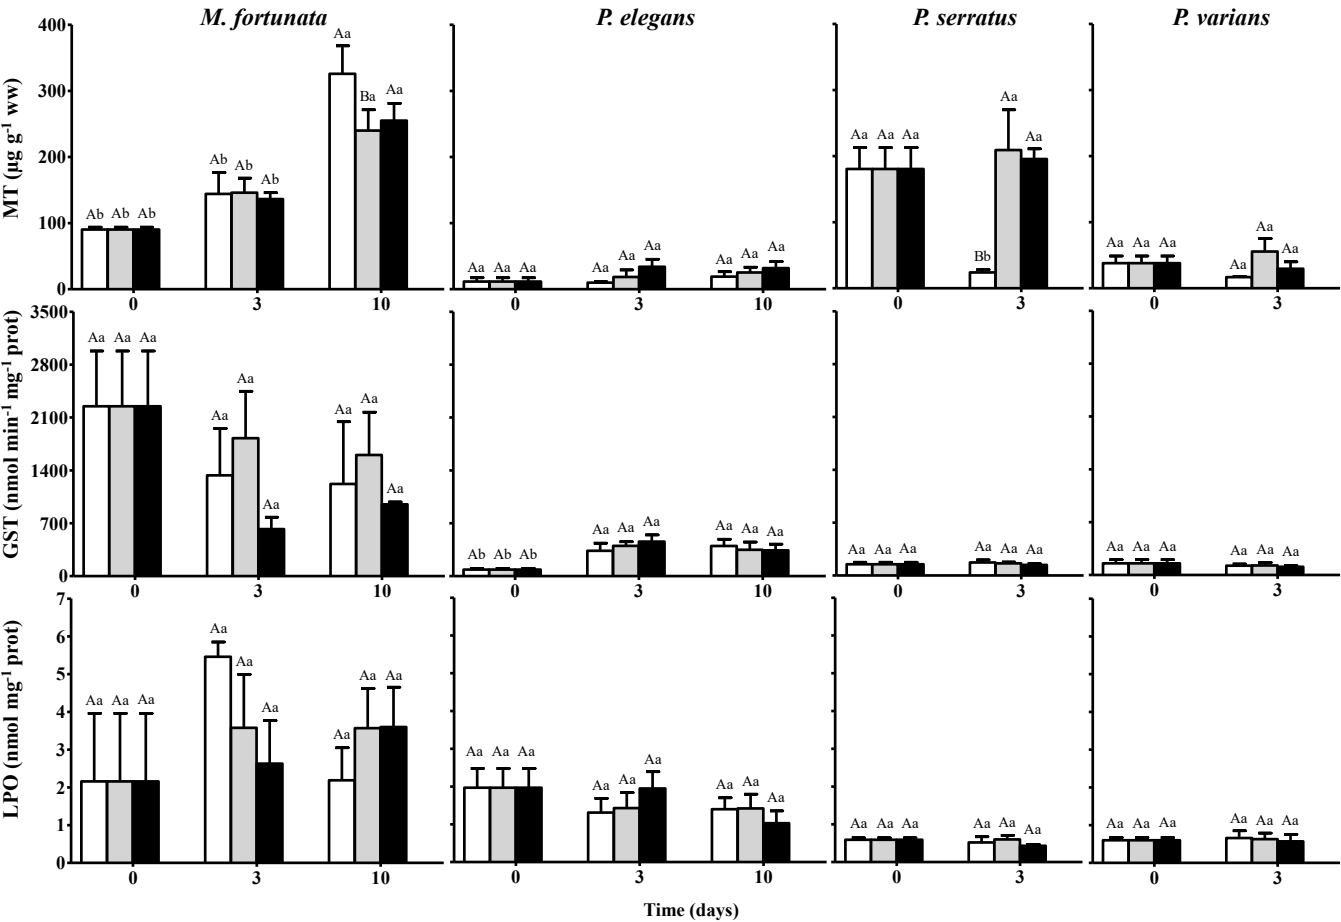 M. fortunata P. elegans P. serratus P. varians
MT (µg g-1 ww)
400
300
200
100
0
Ab Ab Ab
Ab Ab Ab
Aa Ba Aa
Aa Aa Aa
Aa Aa Aa
Aa Aa Aa
Aa Aa Aa
Bb Aa Aa
Aa Aa Aa
Aa Aa Aa
0 3 10 0 3 10 0 3 0 3
GST (nmol min-1 mg-1 prot)
3500
2800
2100
1400
700
0
Aa Aa Aa
Aa Aa Aa
Aa Aa Aa
Ab Ab Ab
Aa Aa Aa
Aa Aa Aa
Aa Aa Aa
Aa Aa Aa
Aa Aa Aa
Aa Aa Aa
0 3 10 0 3 10 0 3 0 3
LPO (nmol mg-1 prot)
7
6
5
4
3
2
1
0
Aa Aa Aa
Aa Aa Aa
Aa Aa Aa
Aa Aa Aa
Aa Aa Aa
Aa Aa Aa
Aa Aa Aa
Aa Aa Aa
Aa Aa Aa
Aa Aa Aa
0 3 10 0 3 10 0 3 0 3
Time (days)